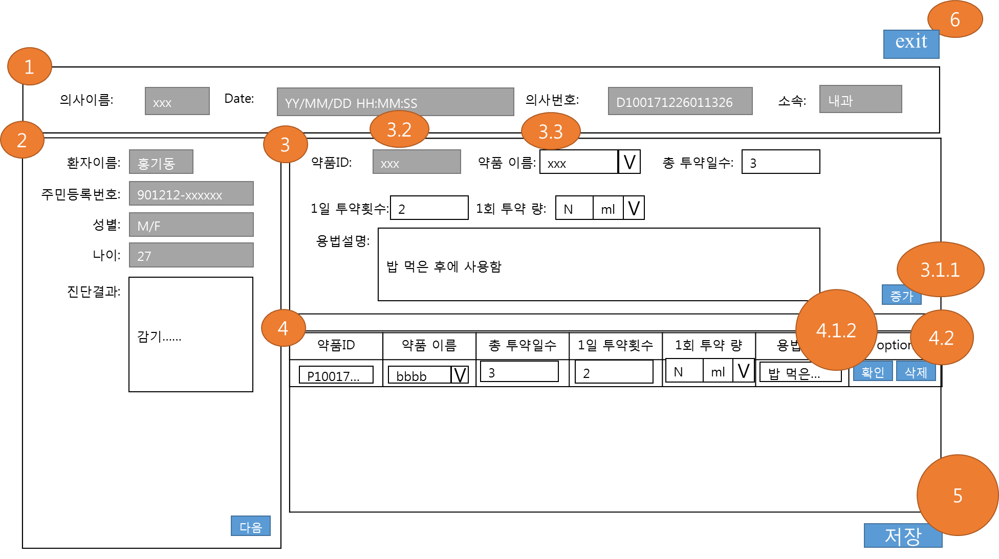 6
exit
1
의사이름:
xxx
Date:
YY/MM/DD HH:MM:SS
의사번호:
D100171226011326
소속:
내과
2
3
3.2
3.3
환자이름:
홍기동
주민등록번호:
901212-xxxxxx
성별:
M/F
나이:
27
진단결과:
감기......
다음
약품ID:
xxx
약품 이름:
xxx
V
총 투약일수:
3
1일 투약횟수:
2
1회 투약 량:
N
ml
V
용법설명:
밥 먹은 후에 사용함
3.1.1
증가
4
4.1.2
4.2
약품ID
약품 이름
총 투약일수
1일 투약횟수
1회 투약 량
용법
option
P10017...
bbbb
V
3
2
N
ml
V
밥 먹은...
확인
삭제
5
저장